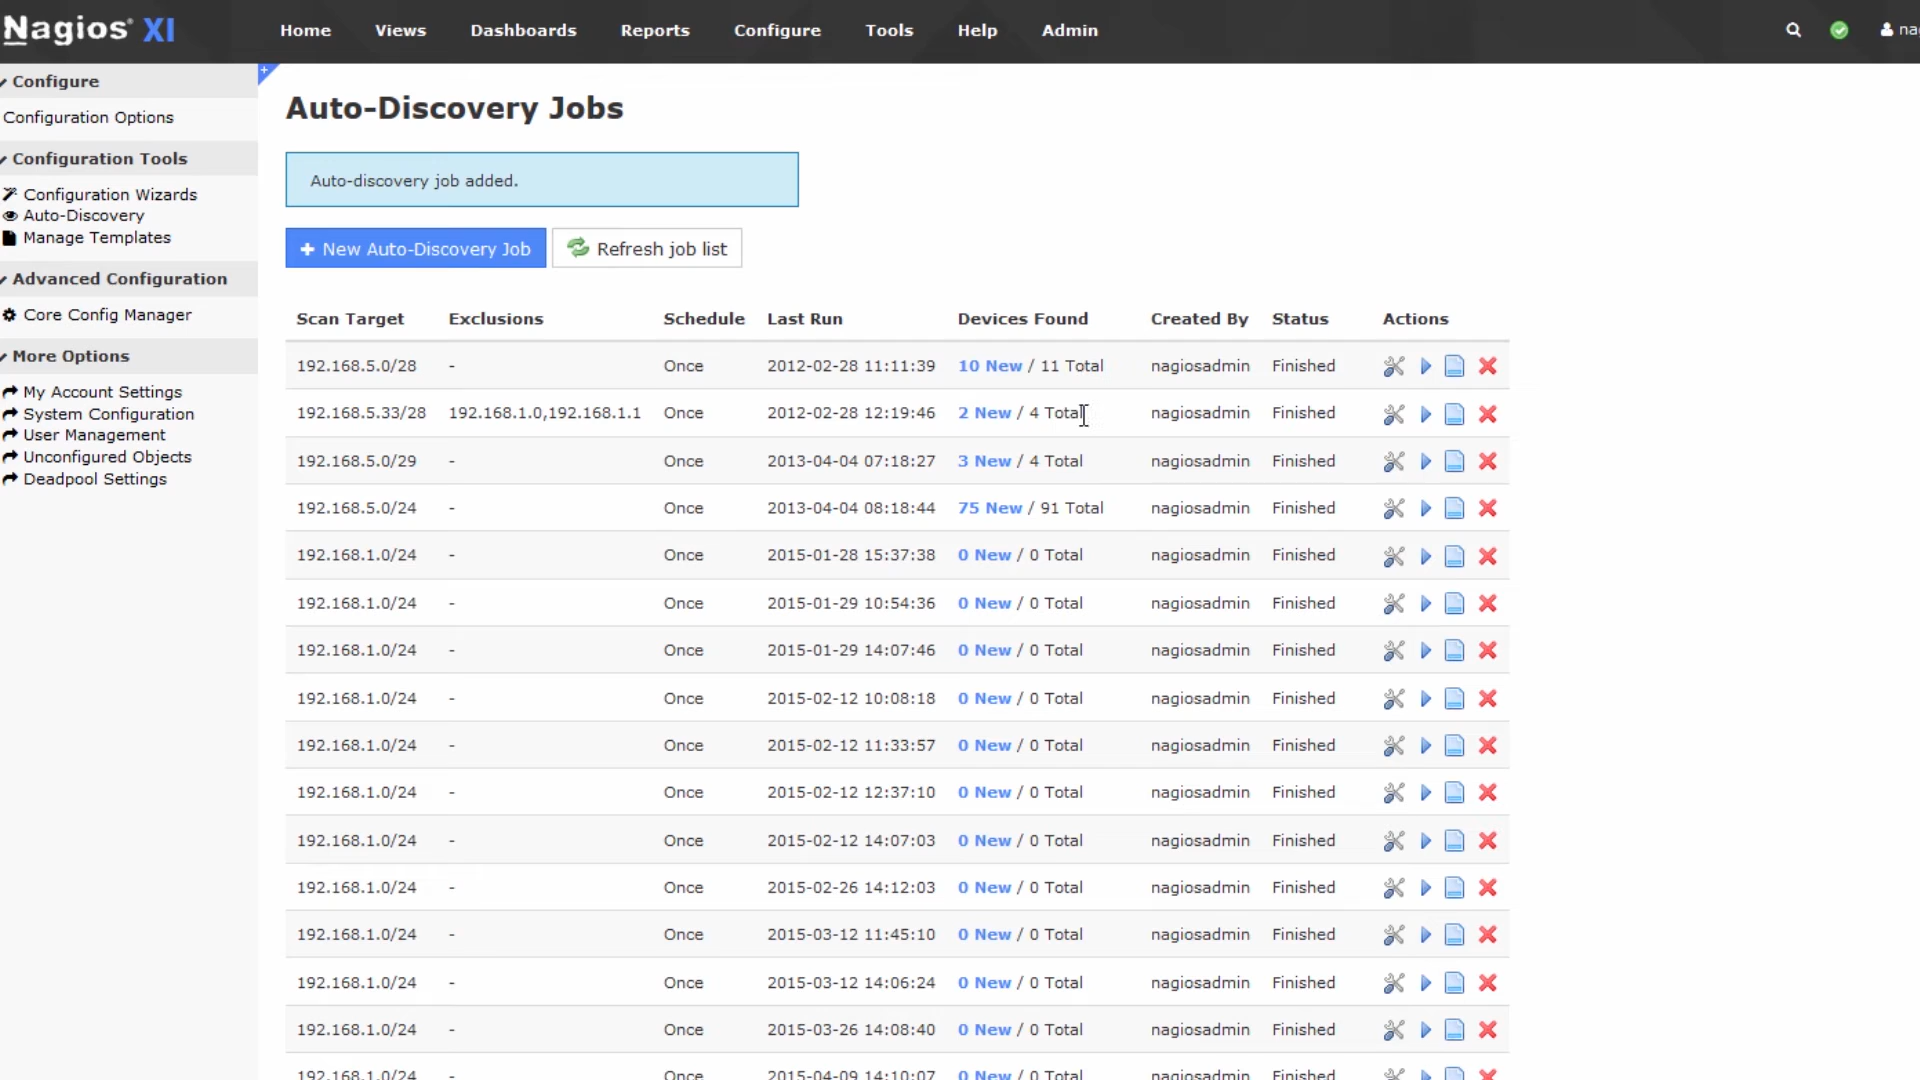 Nagios® XI
Home Views Dashboards Reports Configure Tools Help Admin
Configure
Configuration Options
Configuration Tools
Configuration Wizards
Auto-Discovery
Manage Templates
Advanced Configuration
Core Config Manager
More Options
My Account Settings
System Configuration
User Management
Unconfigured Objects
Deadpool Settings
Auto-Discovery Jobs
Auto-discovery job added.
+ New Auto-Discovery Job Refresh job list
Scan Target Exclusions Schedule Last Run Devices Found Created By Status Actions
192.168.5.0/28 - Once 2012-02-28 11:11:39 10 New / 11 Total nagiosadmin Finished
192.168.5.33/28 192.168.1.0,192.168.1.1 Once 2012-02-28 12:19:46 2 New / 4 Total nagiosadmin Finished
192.168.5.0/29 - Once 2013-04-04 07:18:27 3 New / 4 Total nagiosadmin Finished
192.168.5.0/24 - Once 2013-04-04 08:18:44 75 New / 91 Total nagiosadmin Finished
192.168.1.0/24 - Once 2015-01-28 15:37:38 0 New / 0 Total nagiosadmin Finished
192.168.1.0/24 - Once 2015-01-29 10:54:36 0 New / 0 Total nagiosadmin Finished
192.168.1.0/24 - Once 2015-01-29 14:07:46 0 New / 0 Total nagiosadmin Finished
192.168.1.0/24 - Once 2015-02-12 10:08:18 0 New / 0 Total nagiosadmin Finished
192.168.1.0/24 - Once 2015-02-12 11:33:57 0 New / 0 Total nagiosadmin Finished
192.168.1.0/24 - Once 2015-02-12 12:37:10 0 New / 0 Total nagiosadmin Finished
192.168.1.0/24 - Once 2015-02-12 14:07:03 0 New / 0 Total nagiosadmin Finished
192.168.1.0/24 - Once 2015-02-26 14:12:03 0 New / 0 Total nagiosadmin Finished
192.168.1.0/24 - Once 2015-03-12 11:45:10 0 New / 0 Total nagiosadmin Finished
192.168.1.0/24 - Once 2015-03-12 14:06:24 0 New / 0 Total nagiosadmin Finished
192.168.1.0/24 - Once 2015-03-26 14:08:40 0 New / 0 Total nagiosadmin Finished
192.168.1.0/24 - Once 2015-04-09 14:10:07 0 New / 0 Total nagiosadmin Finished